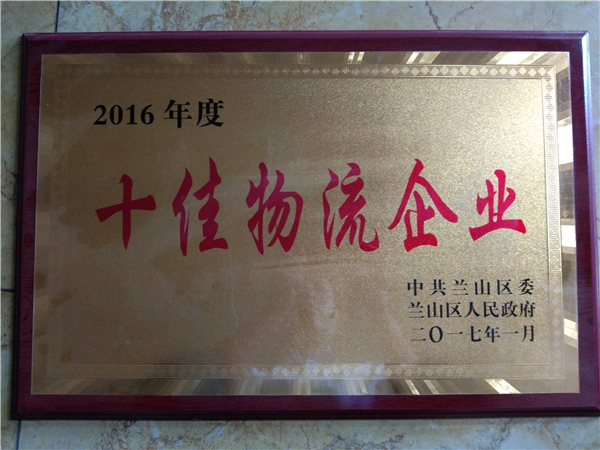 2016年度
十佳物流企业
中共兰山区委
兰山区人民政府
二〇一七年一月